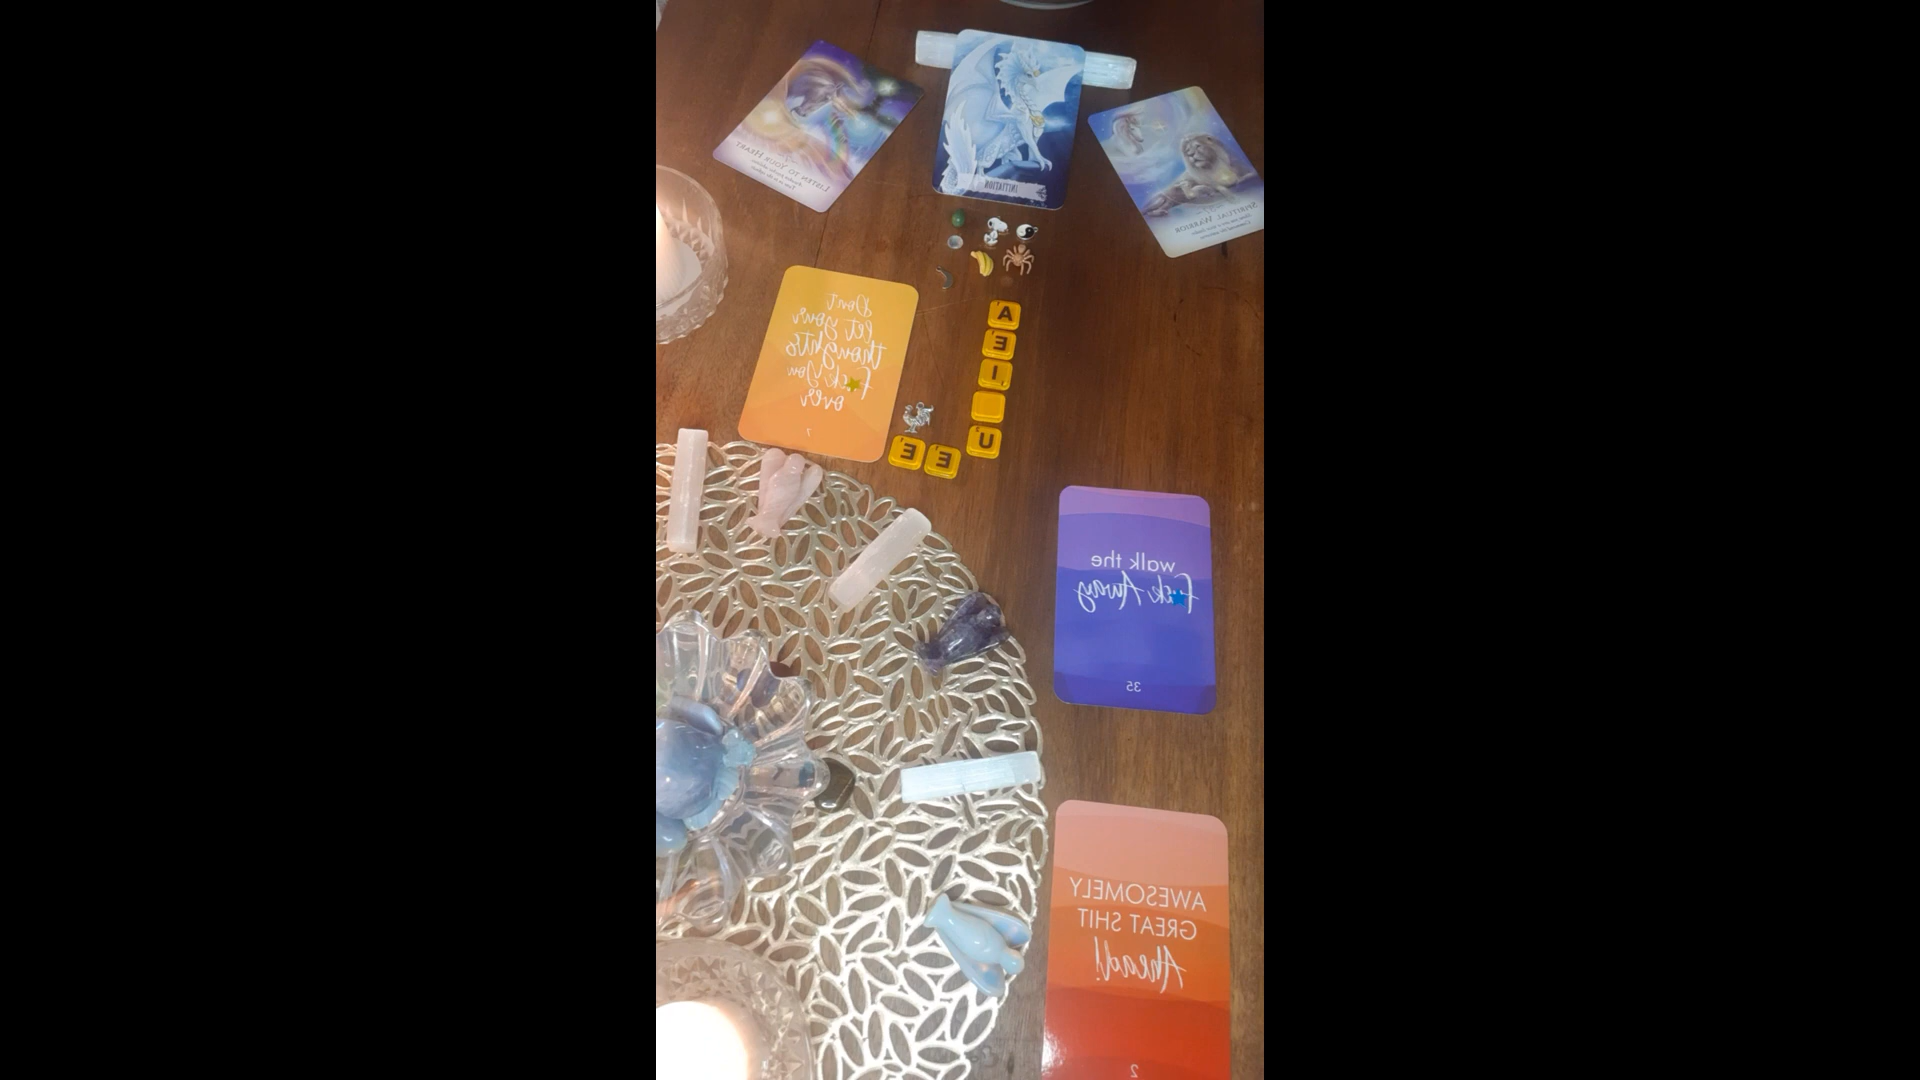 LISTEN TO YOUR HEART
INITIATION
SPIRITUAL WARRIOR
Don't
let your
thoughts
F★ck You
over
7
A
E
I
U
E
E
walk the
F★ck Away
35
AWESOMELY
GREAT SHIT
Ahead!
2